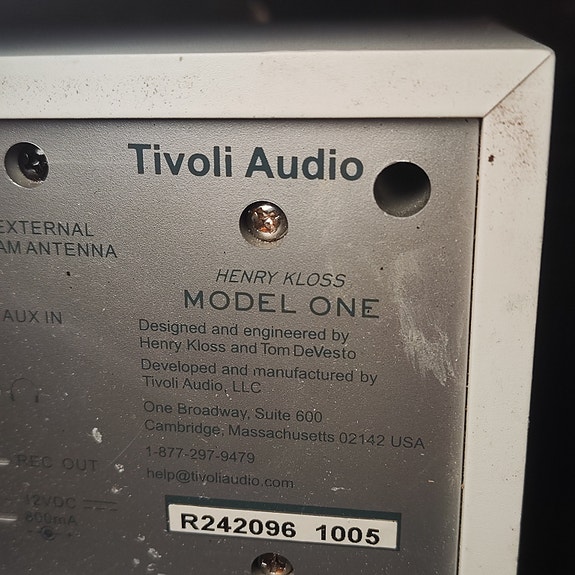 Tivoli Audio
EXTERNAL
AM ANTENNA
HENRY KLOSS
MODEL ONE
AUX IN
Designed and engineered by
Henry Kloss and Tom DeVesto
Developed and manufactured by
Tivoli Audio, LLC
One Broadway, Suite 600
Cambridge, Massachusetts 02142 USA
1-877-297-9479
REC OUT
help@tivoliaudio.com
12VDC
800mA
R242096 1005